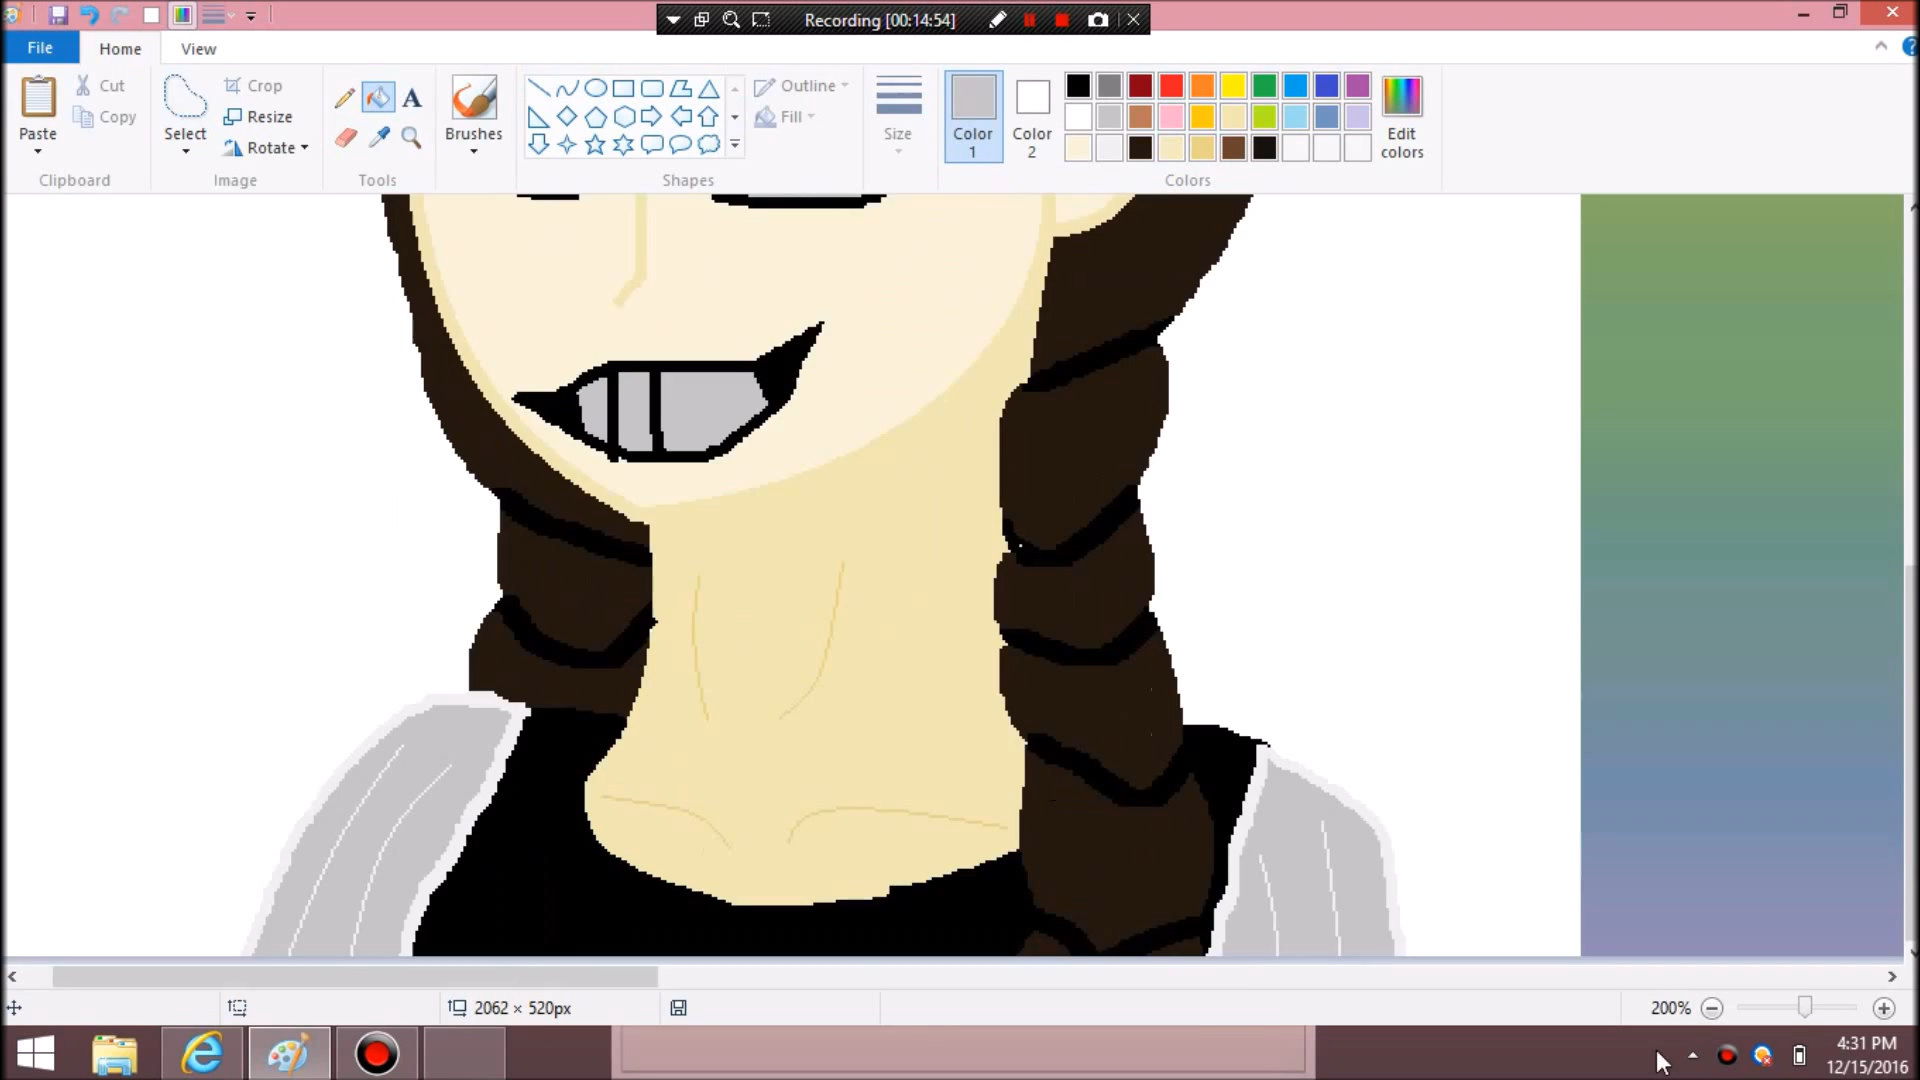 Recording [00:14:54]
File Home View
Paste
Cut
Copy
Clipboard
Select
Crop
Resize
Rotate
Image
A
Tools
Brushes
Shapes
Outline
Fill
Size
Color
1
Color
2
Colors
Edit
colors
2062 × 520px
200%
4:31 PM
12/15/2016